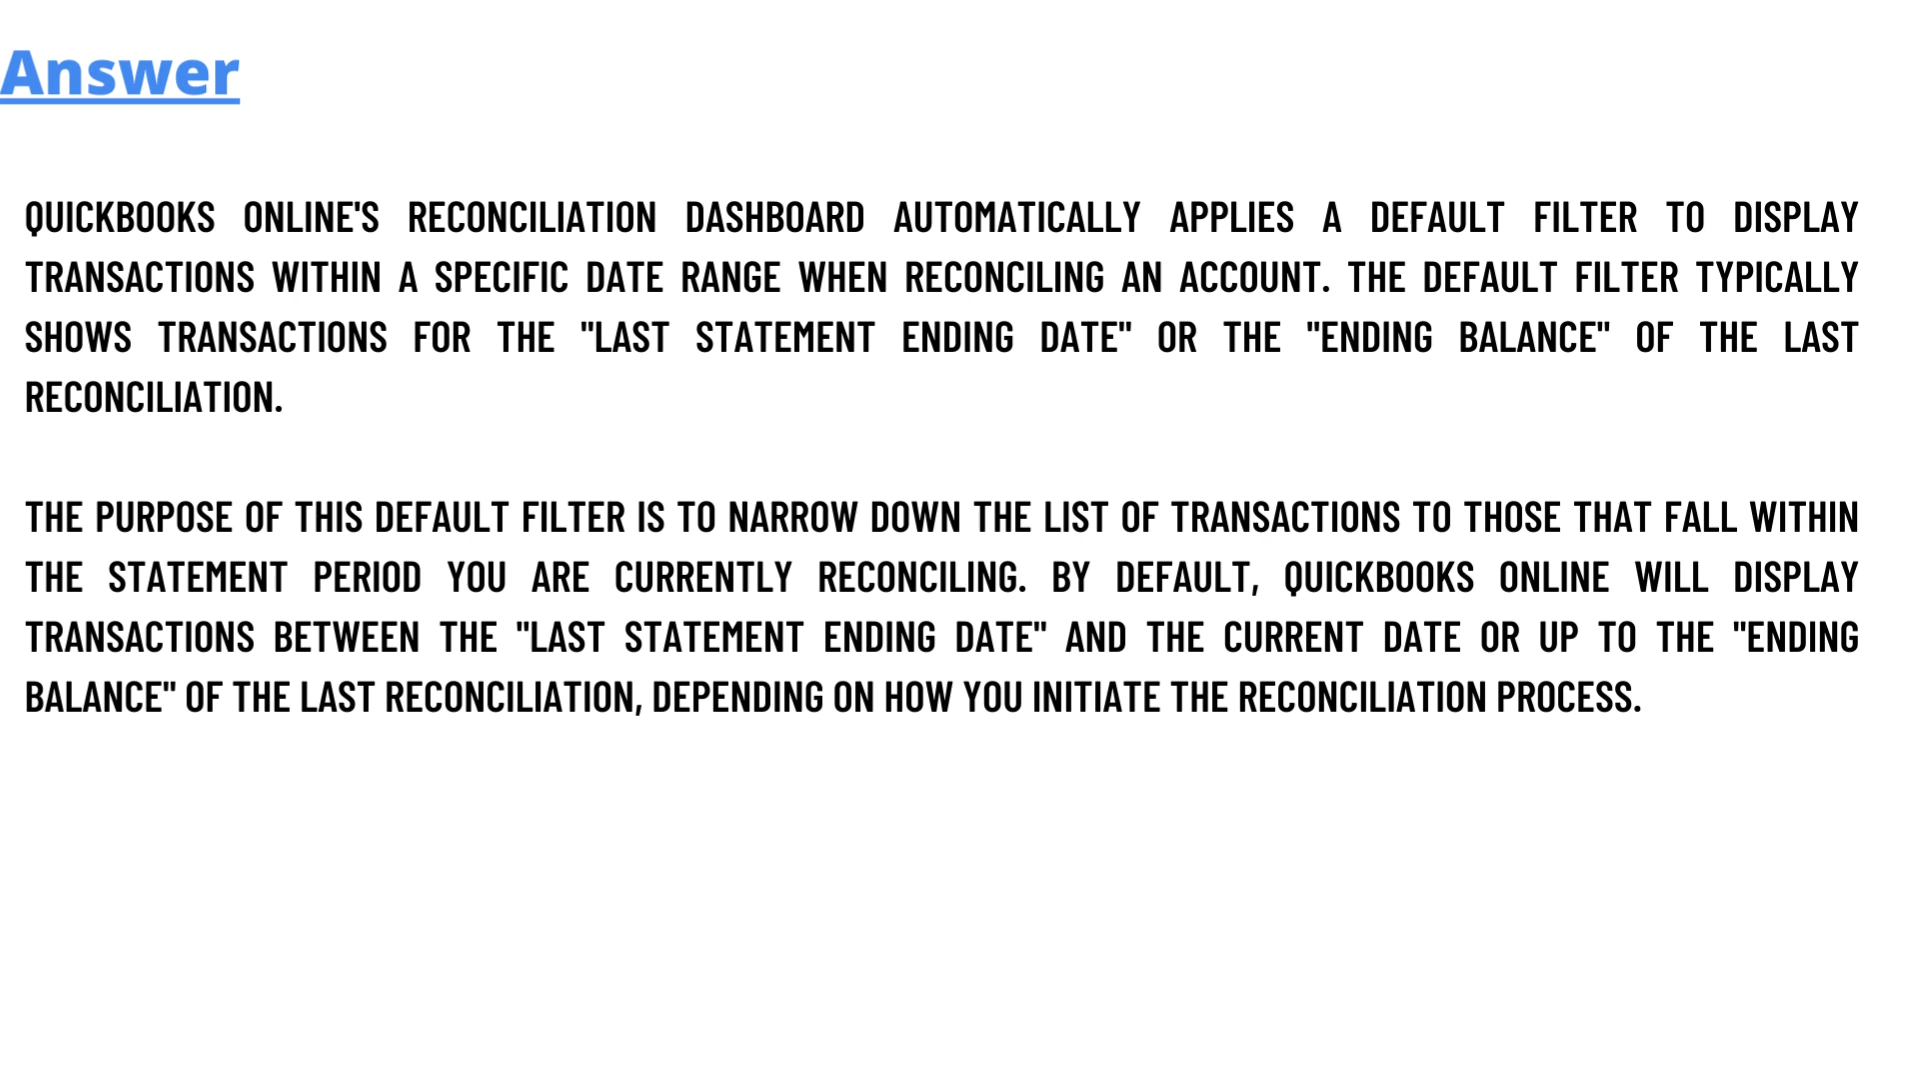 Answer
QUICKBOOKS ONLINE'S RECONCILIATION DASHBOARD AUTOMATICALLY APPLIES A DEFAULT FILTER TO DISPLAY
TRANSACTIONS WITHIN A SPECIFIC DATE RANGE WHEN RECONCILING AN ACCOUNT. THE DEFAULT FILTER TYPICALLY
SHOWS TRANSACTIONS FOR THE "LAST STATEMENT ENDING DATE" OR THE "ENDING BALANCE" OF THE LAST
RECONCILIATION.
THE PURPOSE OF THIS DEFAULT FILTER IS TO NARROW DOWN THE LIST OF TRANSACTIONS TO THOSE THAT FALL WITHIN
THE STATEMENT PERIOD YOU ARE CURRENTLY RECONCILING. BY DEFAULT, QUICKBOOKS ONLINE WILL DISPLAY
TRANSACTIONS BETWEEN THE "LAST STATEMENT ENDING DATE" AND THE CURRENT DATE OR UP TO THE "ENDING
BALANCE" OF THE LAST RECONCILIATION, DEPENDING ON HOW YOU INITIATE THE RECONCILIATION PROCESS.